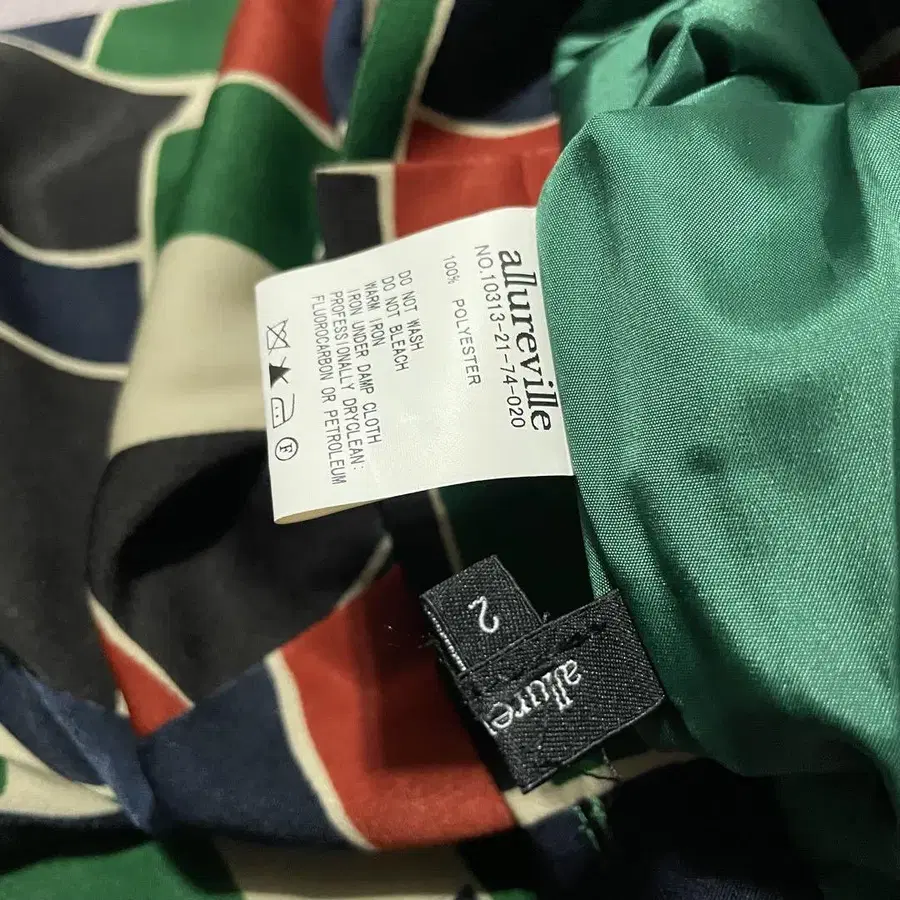 allureville
NO.10313-21-74-020
100% POLYESTER
DO NOT WASH
DO NOT BLEACH
WARM IRON
IRON UNDER DAMP CLOTH
PROFESSIONALLY DRYCLEAN:
FLUOROCARBON OR PETROLEUM
F
2
allure